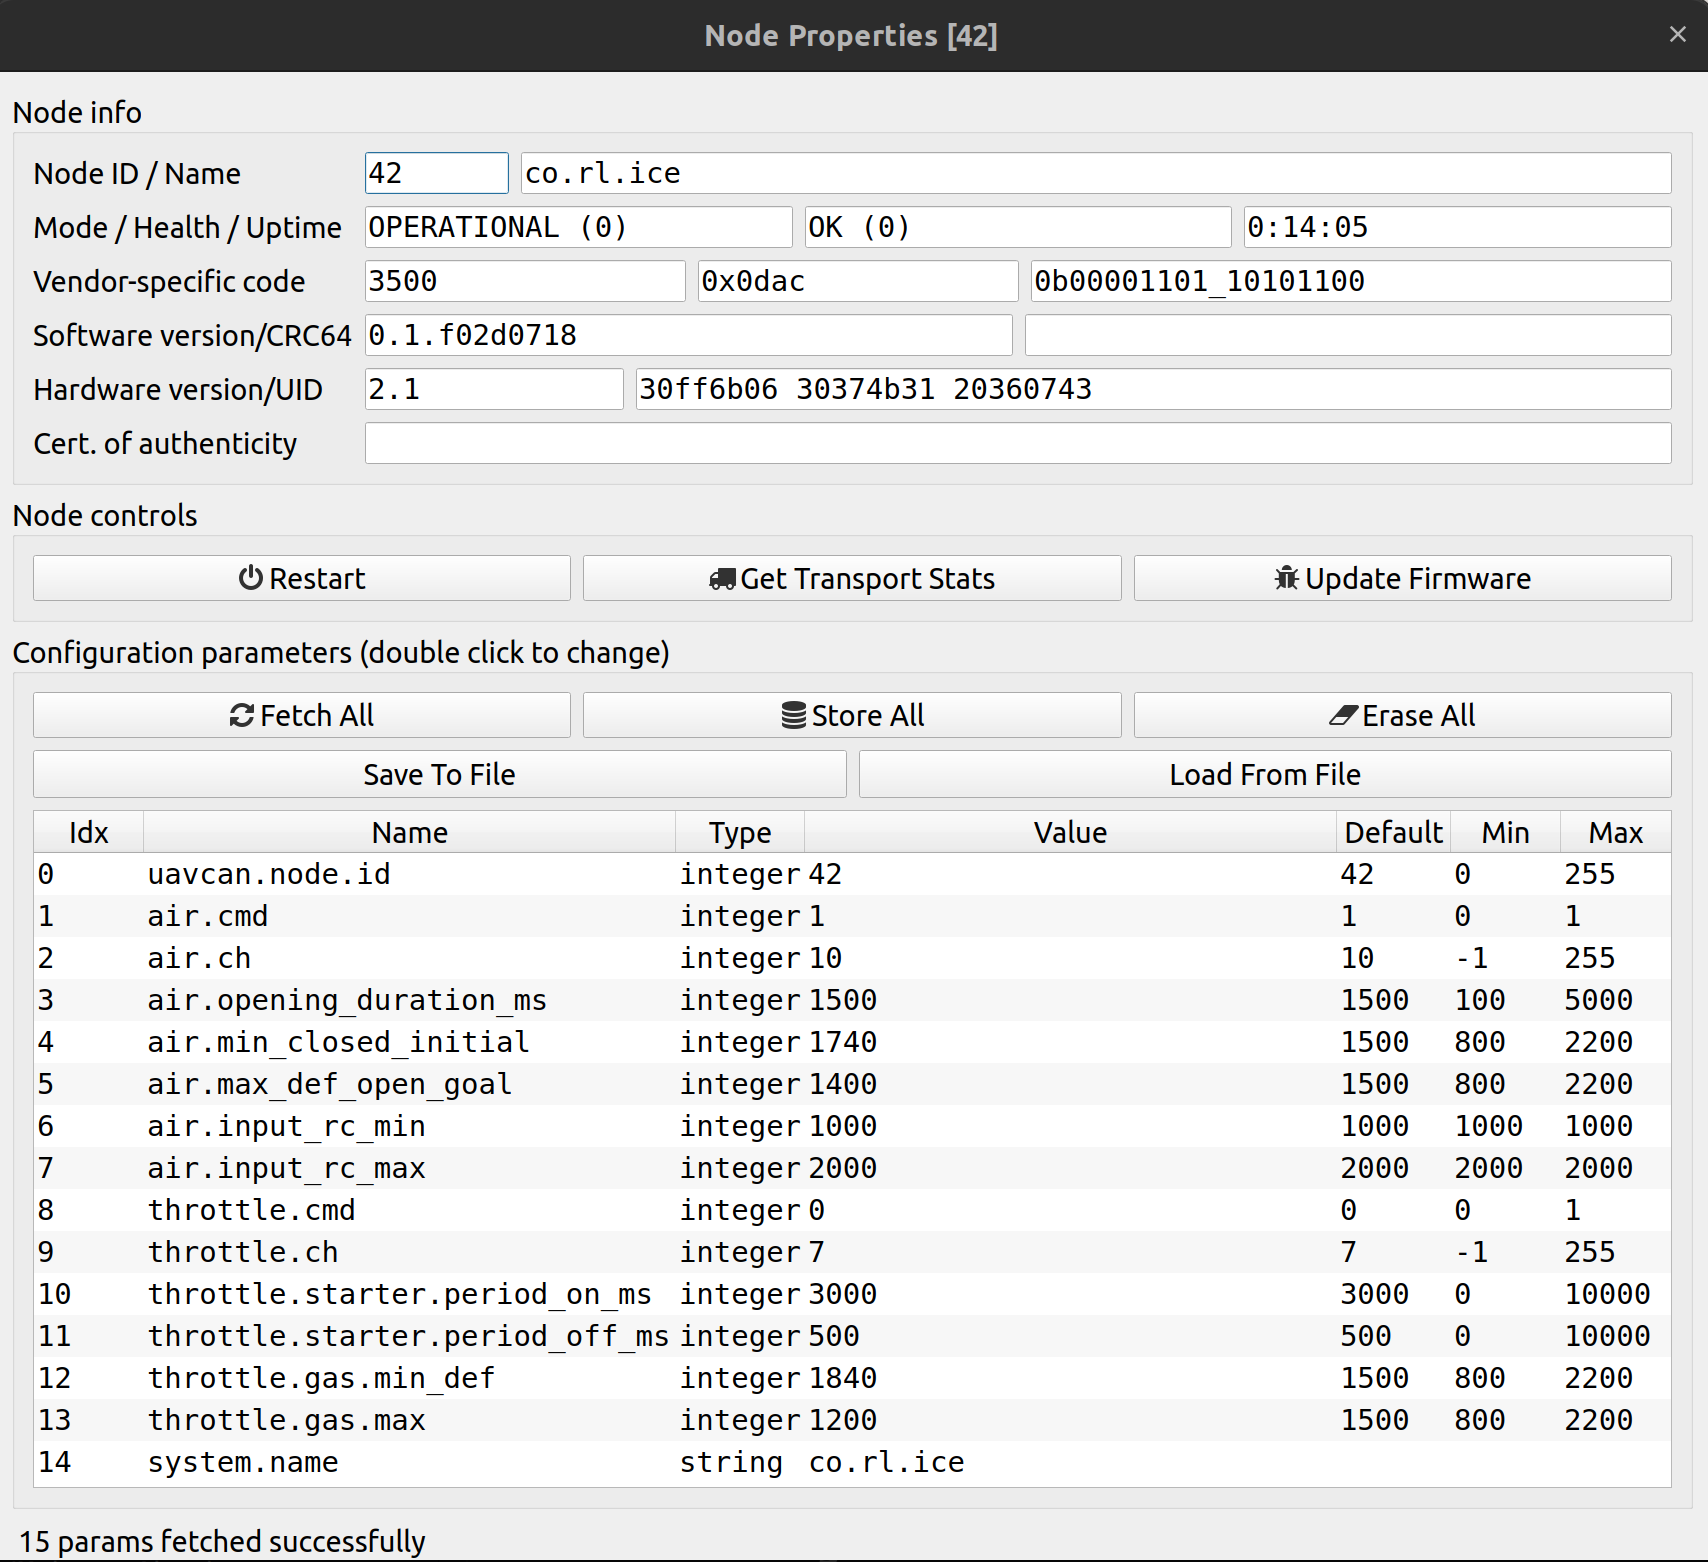 Node Properties [42]
Node info
Node ID / Name 42 co.rl.ice
Mode / Health / Uptime OPERATIONAL (0) OK (0) 0:14:05
Vendor-specific code 3500 0x0dac 0b00001101_10101100
Software version/CRC64 0.1.f02d0718
Hardware version/UID 2.1 30ff6b06 30374b31 20360743
Cert. of authenticity
Node controls
Restart Get Transport Stats Update Firmware
Configuration parameters (double click to change)
Fetch All Store All Erase All
Save To File Load From File
Idx Name Type Value Default Min Max
0 uavcan.node.id integer 42 42 0 255
1 air.cmd integer 1 1 0 1
2 air.ch integer 10 10 -1 255
3 air.opening_duration_ms integer 1500 1500 100 5000
4 air.min_closed_initial integer 1740 1500 800 2200
5 air.max_def_open_goal integer 1400 1500 800 2200
6 air.input_rc_min integer 1000 1000 1000 1000
7 air.input_rc_max integer 2000 2000 2000 2000
8 throttle.cmd integer 0 0 0 1
9 throttle.ch integer 7 7 -1 255
10 throttle.starter.period_on_ms integer 3000 3000 0 10000
11 throttle.starter.period_off_ms integer 500 500 0 10000
12 throttle.gas.min_def integer 1840 1500 800 2200
13 throttle.gas.max integer 1200 1500 800 2200
14 system.name string co.rl.ice
15 params fetched successfully